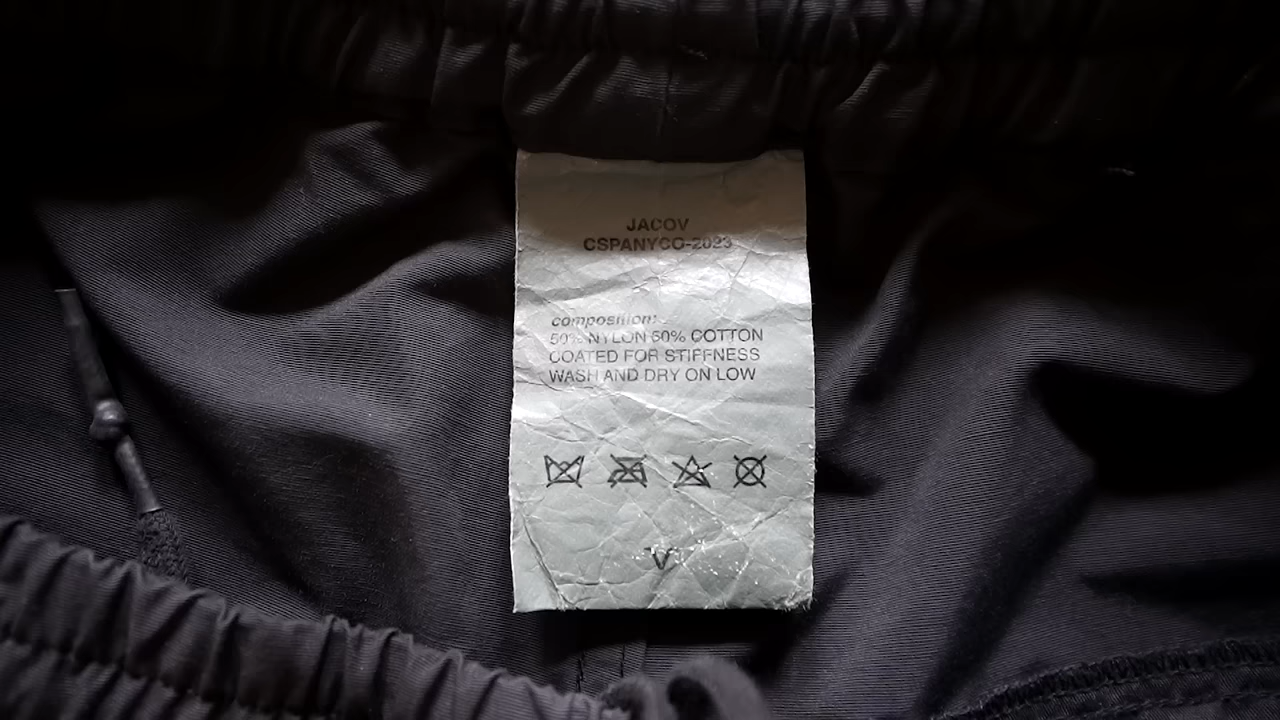 JACOV
CSPANYCO-2023
composition:
50% NYLON 50% COTTON
COATED FOR STIFFNESS
WASH AND DRY ON LOW
V